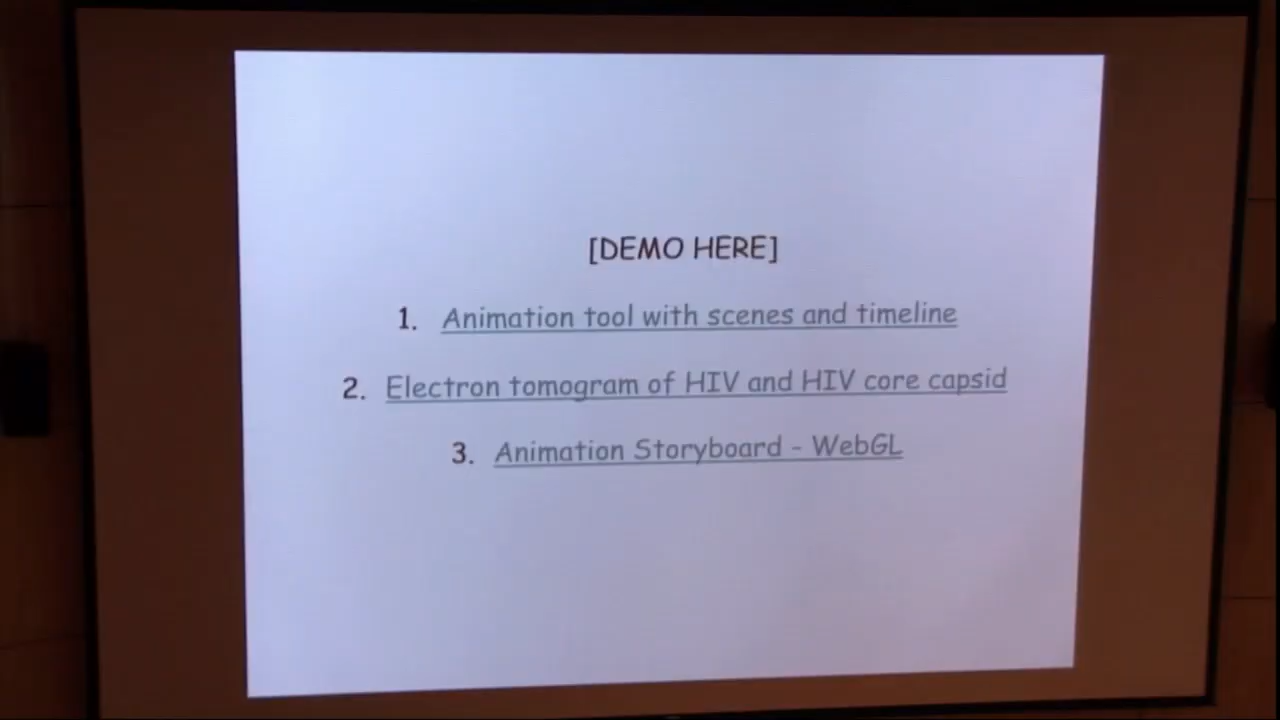 [DEMO HERE]
1. Animation tool with scenes and timeline
2. Electron tomogram of HIV and HIV core capsid
3. Animation Storyboard - WebGL